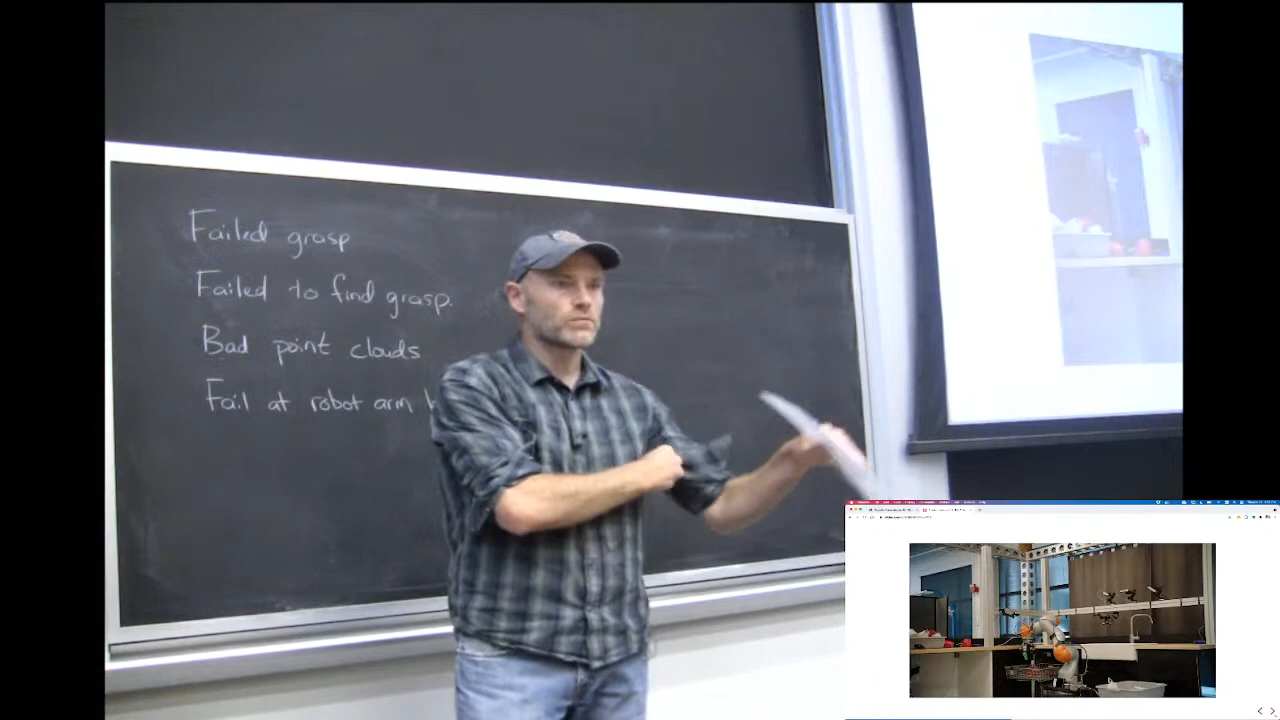 Failed grasp
Failed to find grasp.
Bad point clouds
Fail at robot arm